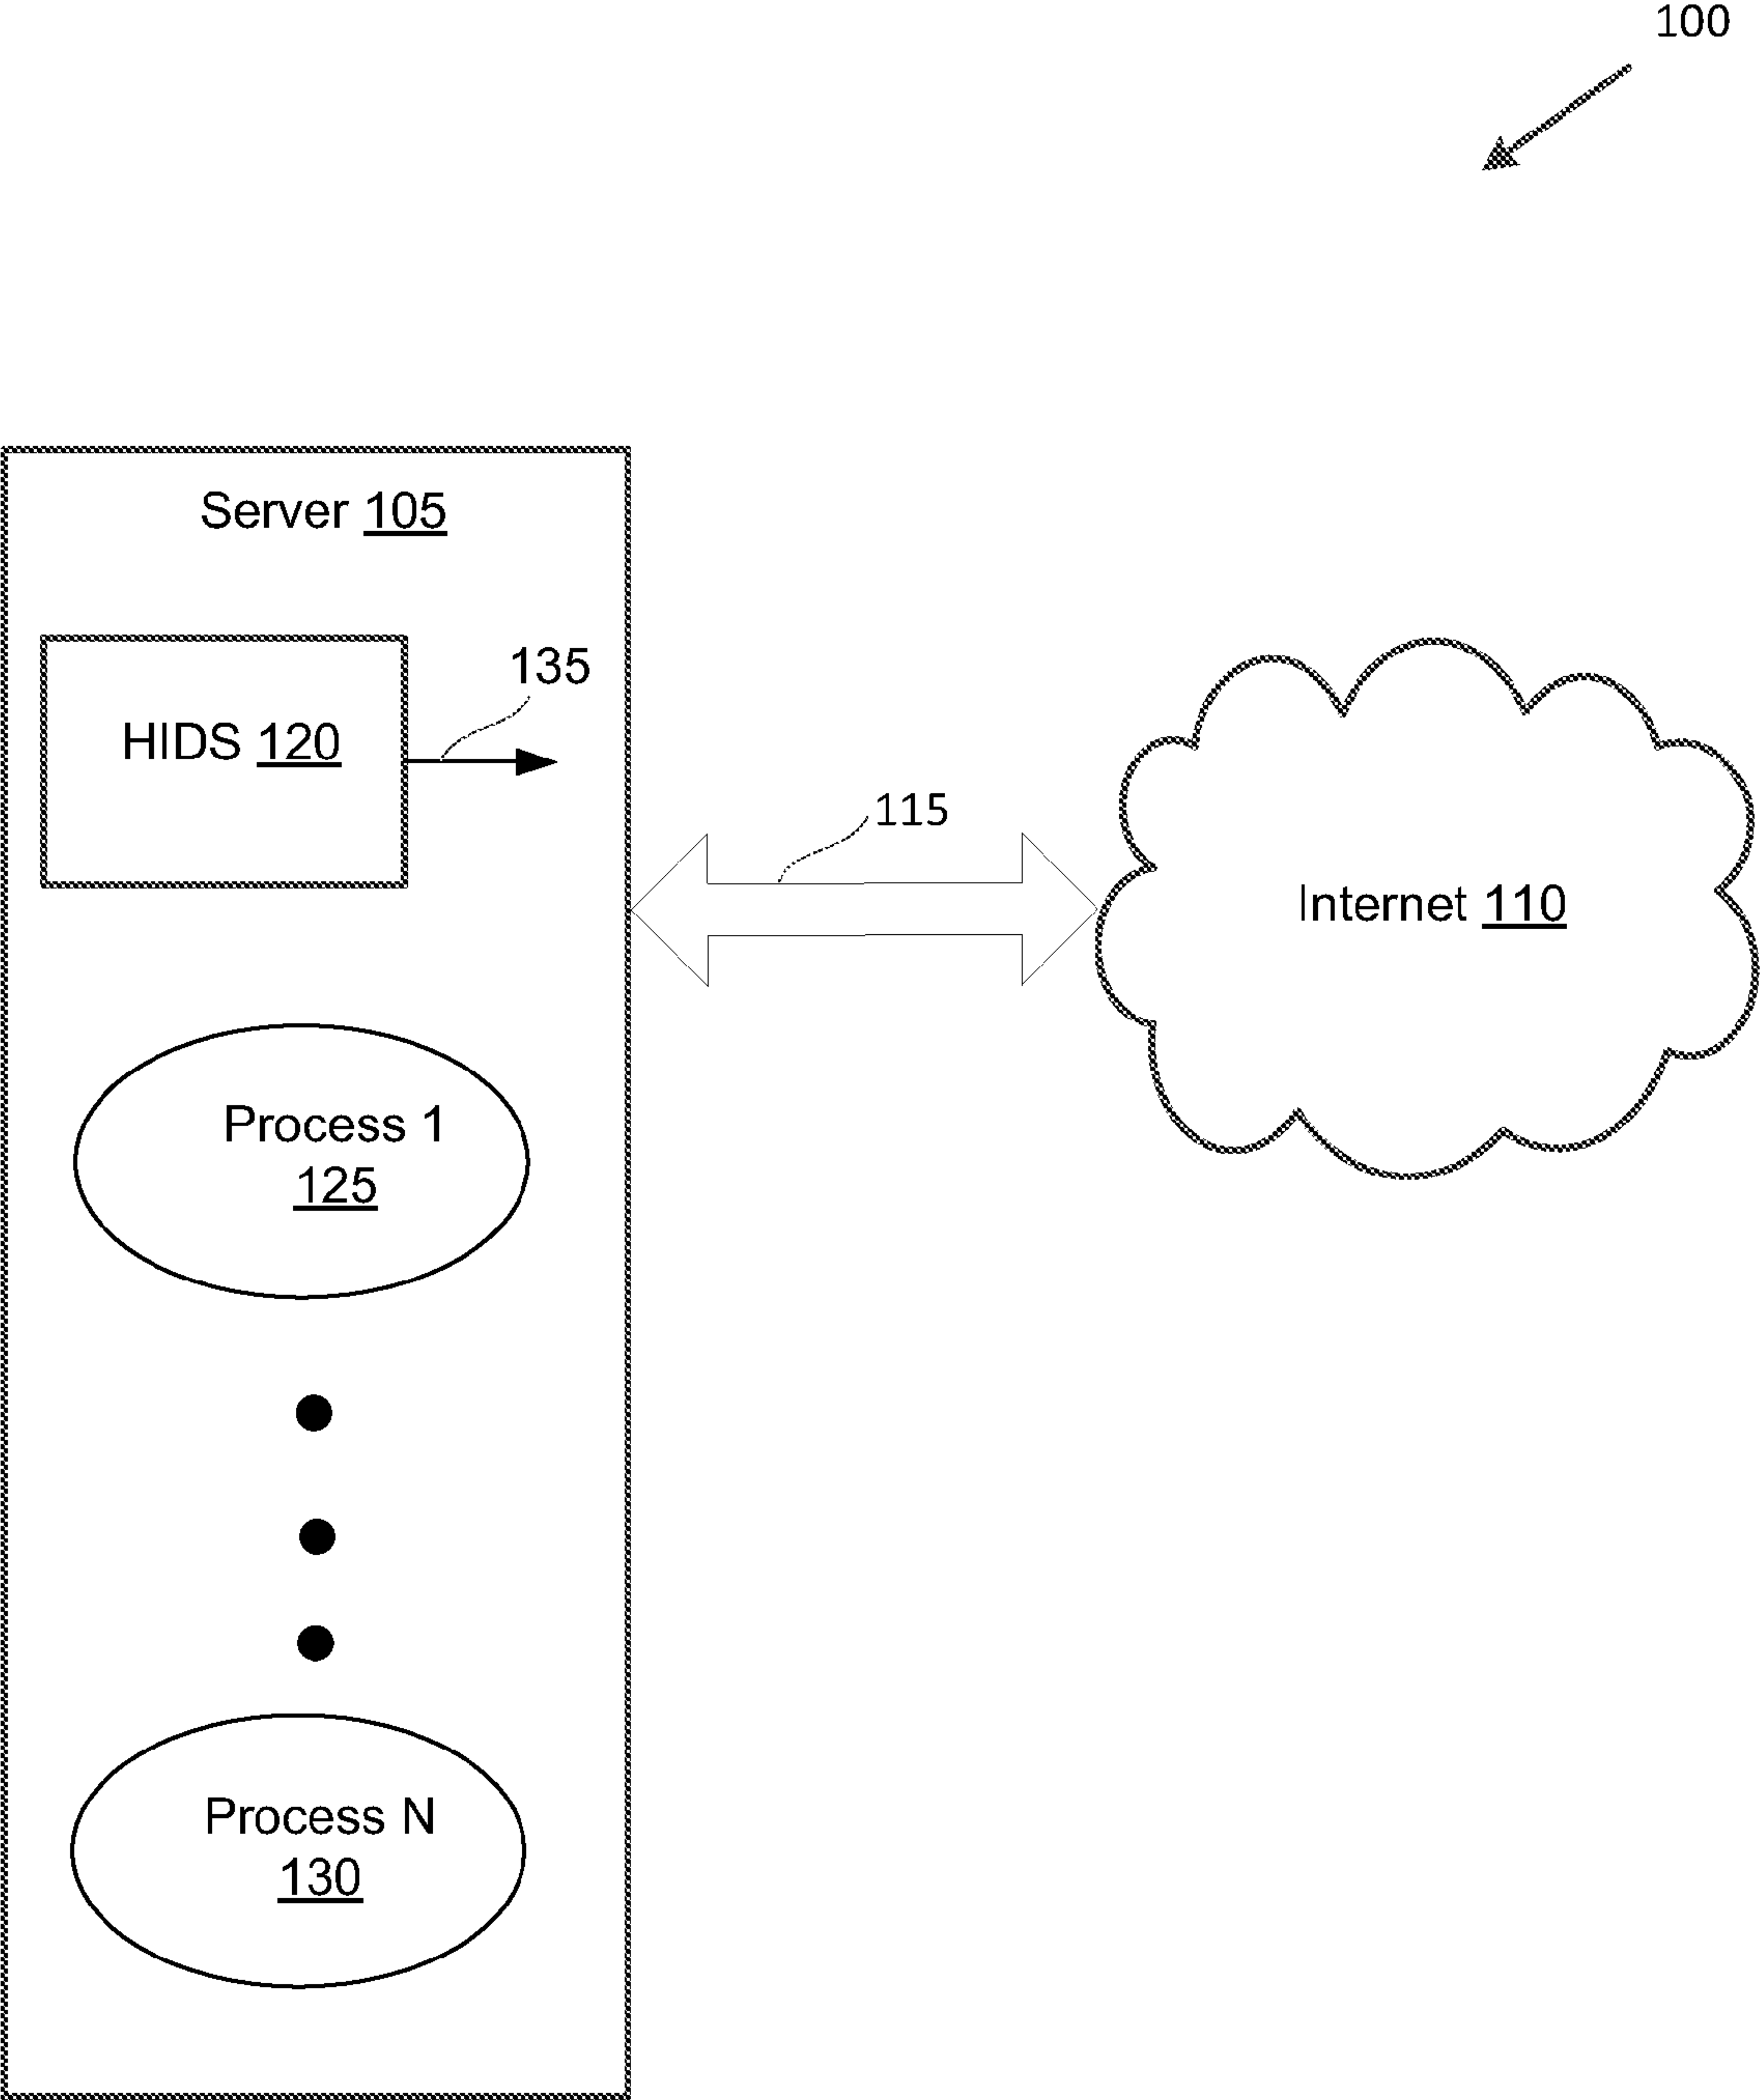 100
Server 105
135
HIDS 120
115
Internet 110
Process 1
125
Process N
130